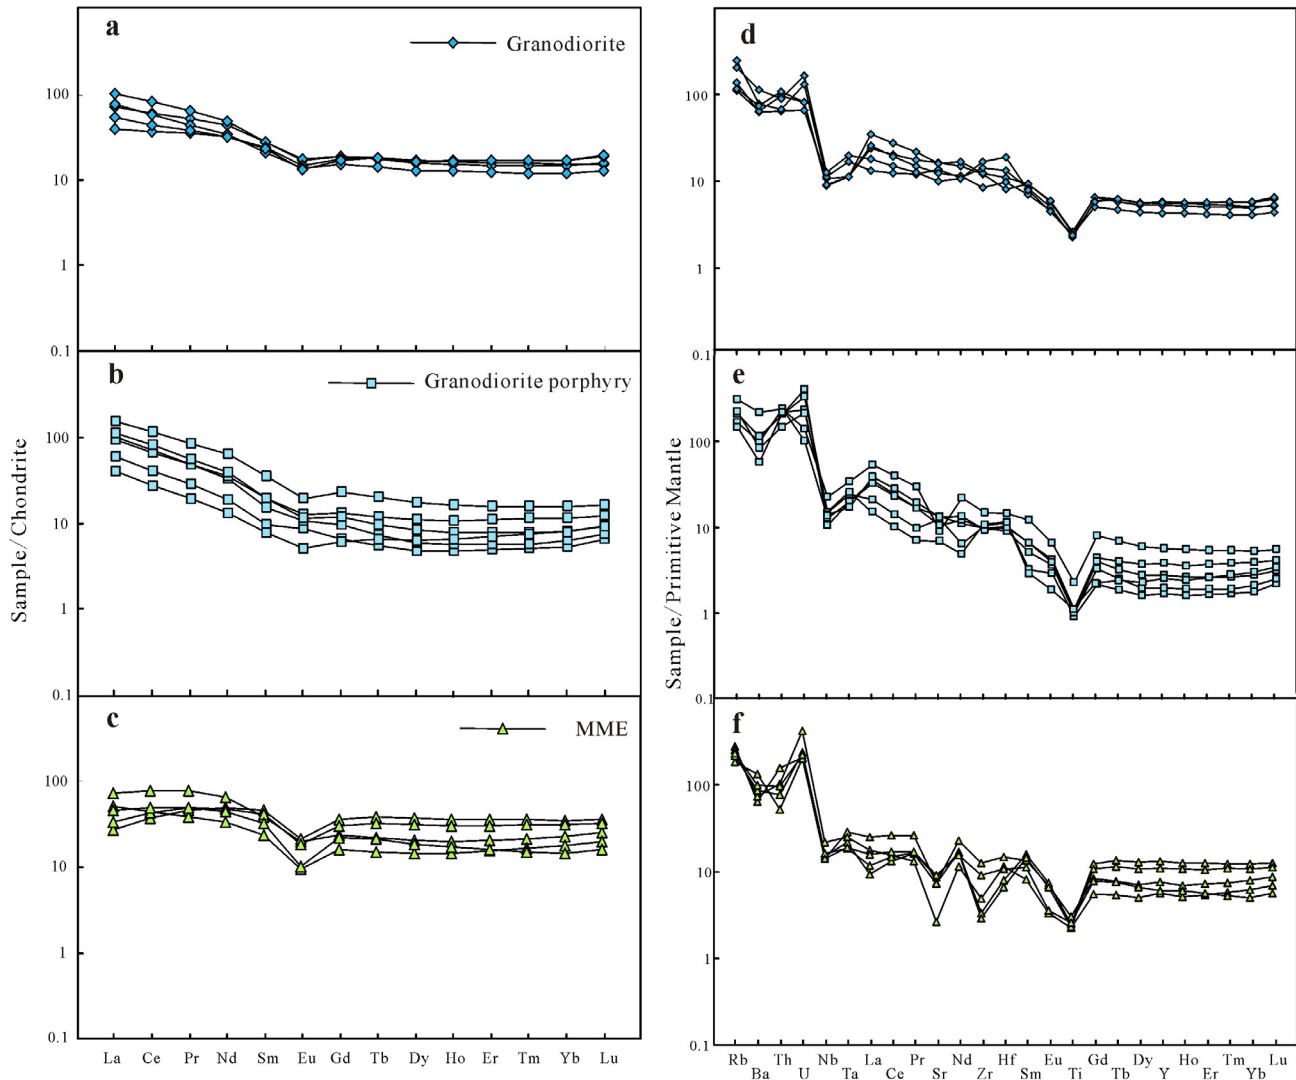 a
Granodiorite
100
10
1
0.1
b
Granodiorite porphyry
100
10
1
0.1
c
MME
100
10
1
0.1
La Ce Pr Nd Sm Eu Gd Tb Dy Ho Er Tm Yb Lu
Sample/Chondrite
d
100
10
1
0.1
e
100
10
1
0.1
f
100
10
1
0.1
Rb Th Nb La Pr Nd Hf Eu Gd Dy Ho Tm Lu
Ba U Ta Ce Sr Zr Sm Ti Tb Y Er Yb
Sample/Primitive Mantle